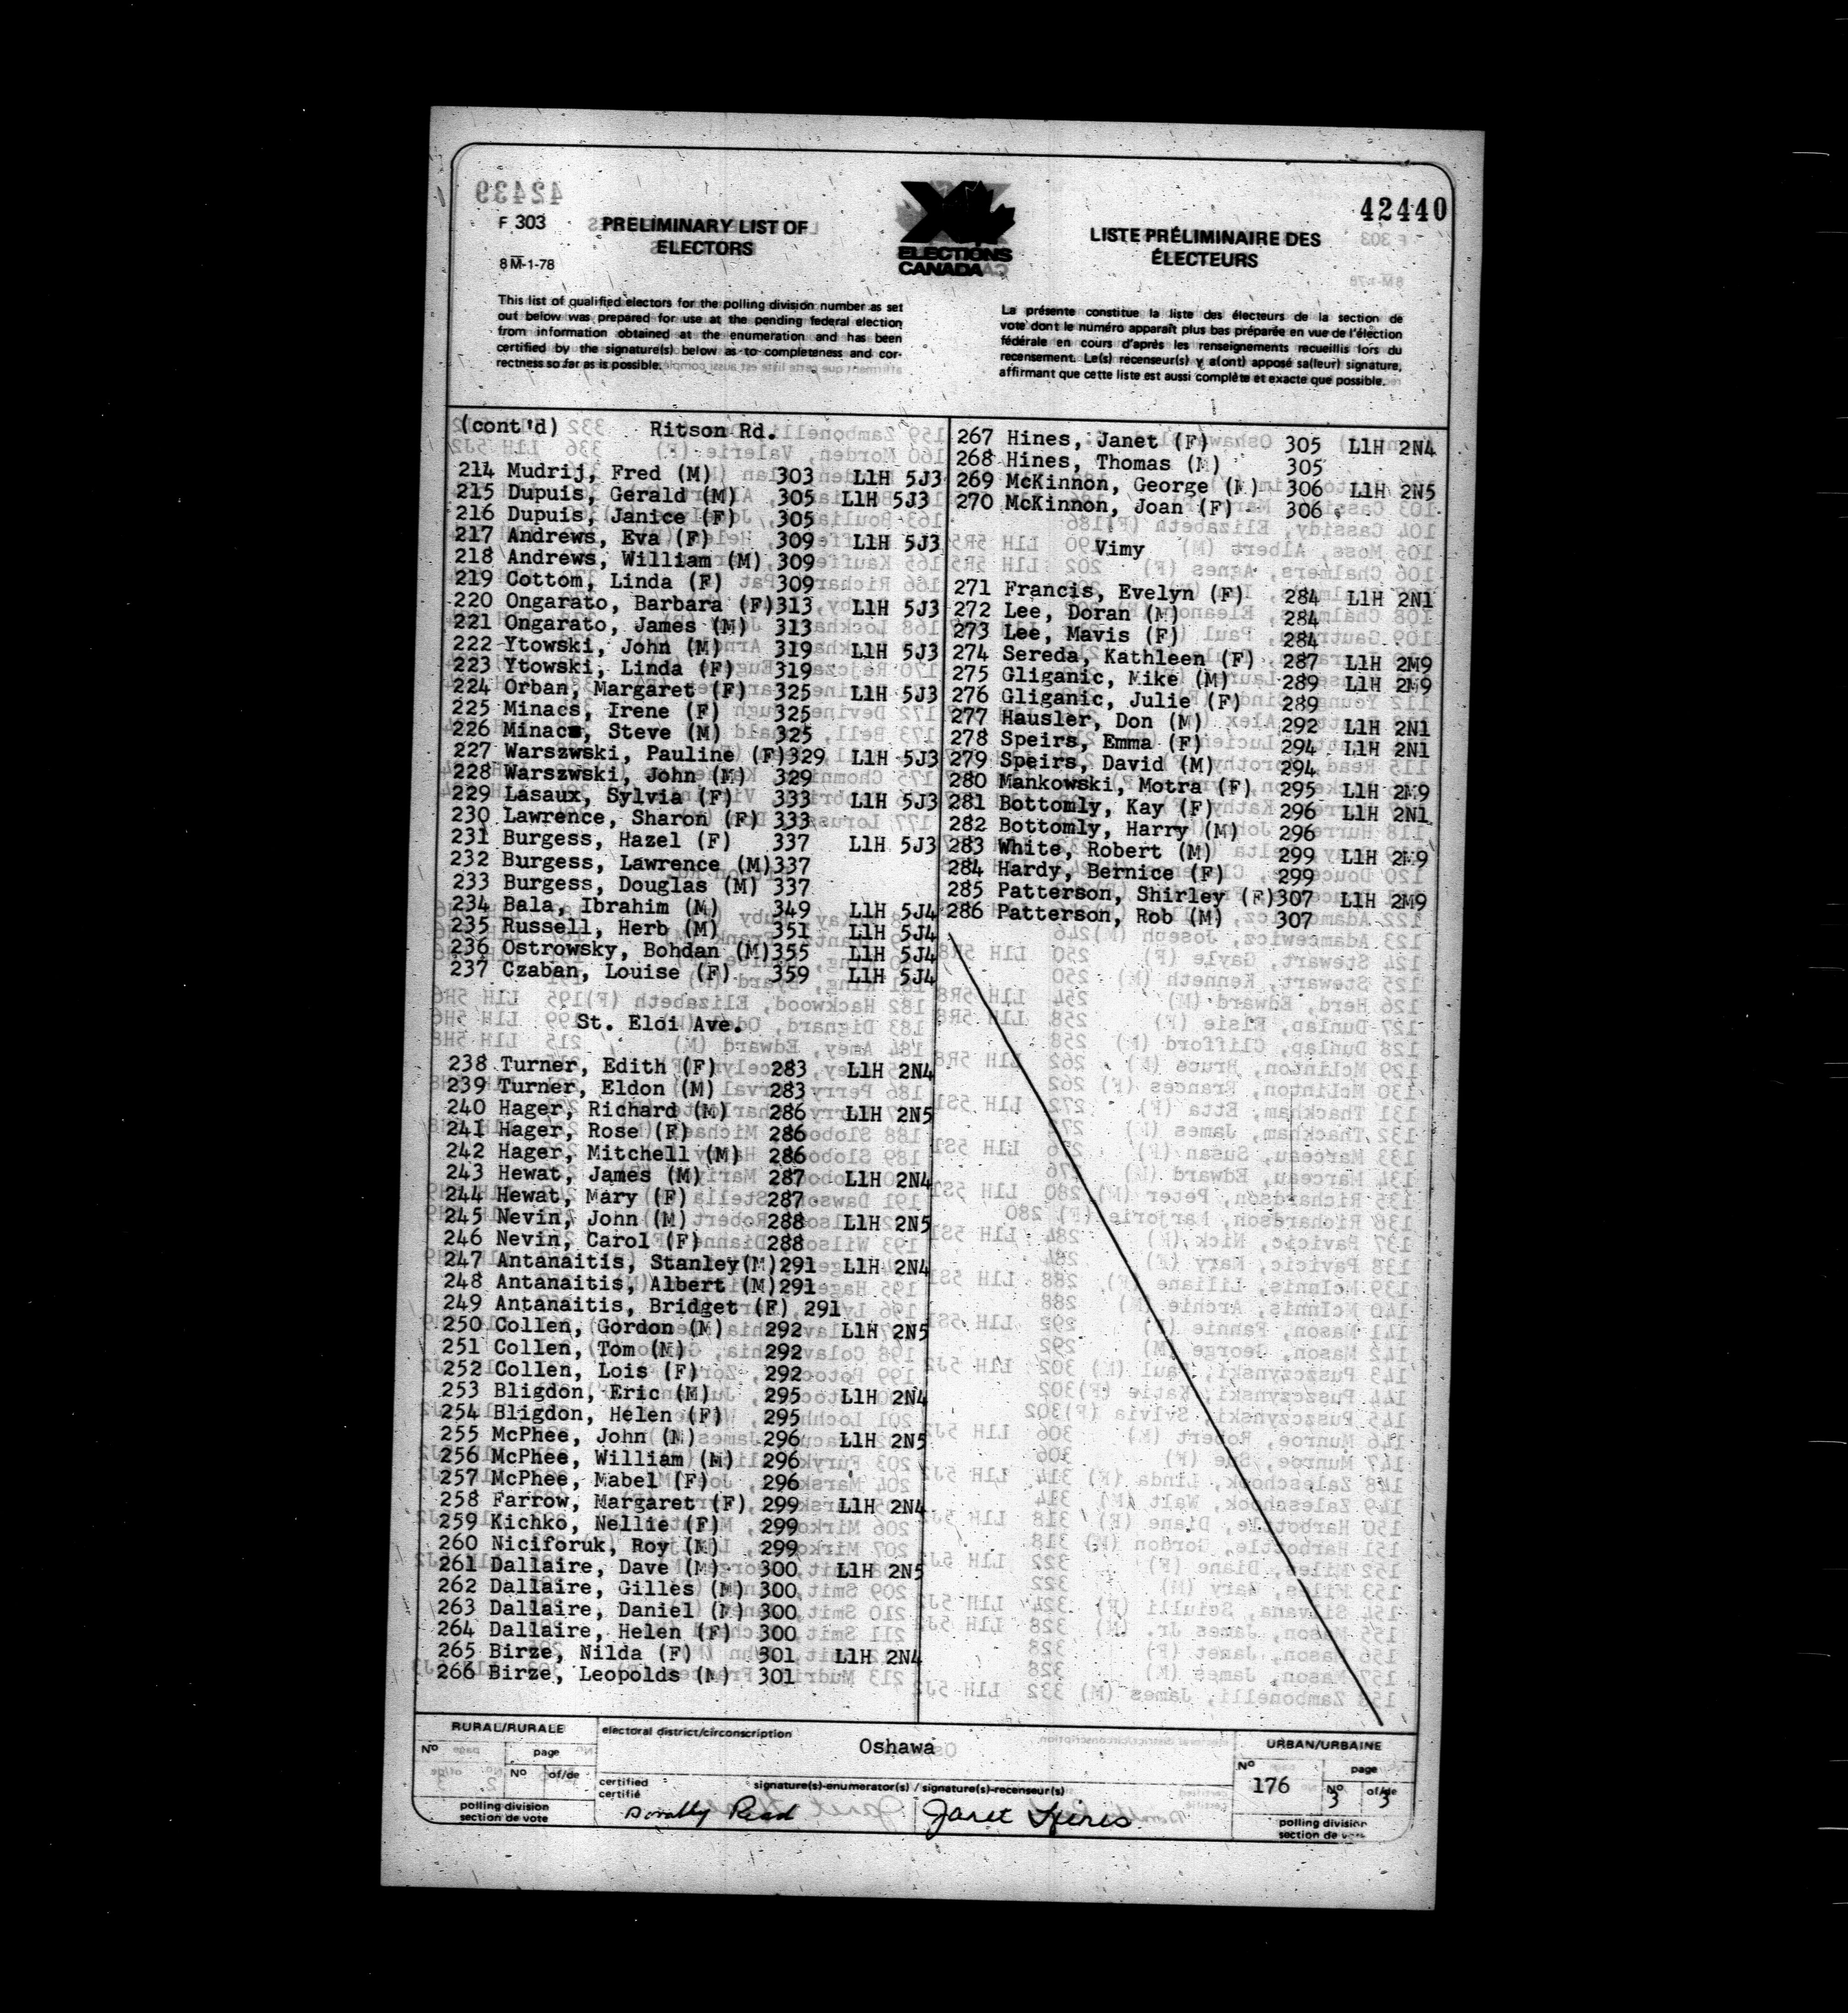 42440
F 303
PRELIMINARY LIST OF
ELECTORS
8 M-1-78
ELECTIONS
CANADA
LISTE PRÉLIMINAIRE DES
ÉLECTEURS
This list of qualified electors for the polling division number as set
out below was prepared for use at the pending federal election
from information obtained at the enumeration and has been
certified by the signature(s) below as to completeness and cor-
rectness so far as is possible.
La présente constitue la liste des électeurs de la section de
vote dont le numéro apparaît plus bas préparée en vue de l'élection
fédérale en cours d'après les renseignements recueillis lors du
recensement. Le(s) recenseur(s) y a(ont) apposé sa(leur) signature,
affirmant que cette liste est aussi complète et exacte que possible.
(cont'd) Ritson Rd.
214 Mudrij, Fred (M) 303 L1H 5J3
215 Dupuis, Gerald (M) 305 L1H 5J3
216 Dupuis, Janice (F) 305
217 Andrews, Eva (F) 309 L1H 5J3
218 Andrews, William (M) 309
219 Cottom, Linda (F) 309
220 Ongarato, Barbara (F)313 L1H 5J3
221 Ongarato, James (M) 313
222 Ytowski, John (M) 319 L1H 5J3
223 Ytowski, Linda (F) 319
224 Orban, Margaret (F) 325 L1H 5J3
225 Minacs, Irene (F) 325
226 Minacs, Steve (M) 325
227 Warszwski, Pauline (F)329 L1H 5J3
228 Warszwski, John (M) 329
229 Lasaux, Sylvia (F) 333 L1H 5J3
230 Lawrence, Sharon (F) 333
231 Burgess, Hazel (F) 337 L1H 5J3
232 Burgess, Lawrence (M)337
233 Burgess, Douglas (M) 337
234 Bala, Ibrahim (M) 349 L1H 5J4
235 Russell, Herb (M) 351 L1H 5J4
236 Ostrowsky, Bohdan (M)355 L1H 5J4
237 Czaban, Louise (F) 359 L1H 5J4
St. Eloi Ave.
238 Turner, Edith (F) 283 L1H 2N4
239 Turner, Eldon (M) 283
240 Hager, Richard (M) 286 L1H 2N5
241 Hager, Rose (F) 286
242 Hager, Mitchell (M) 286
243 Hewat, James (M) 287 L1H 2N4
244 Hewat, Mary (F) 287
245 Nevin, John (M) 288 L1H 2N5
246 Nevin, Carol (F) 288
247 Antanaitis, Stanley(M)291 L1H 2N4
248 Antanaitis, Albert (M)291
249 Antanaitis, Bridget (F) 291
250 Collen, Gordon (M) 292 L1H 2N5
251 Collen, Tom (M) 292
252 Collen, Lois (F) 292
253 Bligdon, Eric (M) 295 L1H 2N4
254 Bligdon, Helen (F) 295
255 McPhee, John (M) 296 L1H 2N5
256 McPhee, William (M) 296
257 McPhee, Mabel (F) 296
258 Farrow, Margaret (F) 299 L1H 2N4
259 Kichko, Nellie (F) 299
260 Niciforuk, Roy (M) 299
261 Dallaire, Dave (M) 300 L1H 2N5
262 Dallaire, Gilles (M) 300
263 Dallaire, Daniel (M) 300
264 Dallaire, Helen (F) 300
265 Birze, Nilda (F) 301 L1H 2N4
266 Birze, Leopolds (M) 301
267 Hines, Janet (F) 305 L1H 2N4
268 Hines, Thomas (M) 305
269 McKinnon, George (M) 306 L1H 2N5
270 McKinnon, Joan (F) 306
Vimy
271 Francis, Evelyn (F) 284 L1H 2N1
272 Lee, Doran (M) 284
273 Lee, Mavis (F) 284
274 Sereda, Kathleen (F) 287 L1H 2M9
275 Gliganic, Mike (M) 289 L1H 2M9
276 Gliganic, Julie (F) 289
277 Hausler, Don (M) 292 L1H 2N1
278 Speirs, Emma (F) 294 L1H 2N1
279 Speirs, David (M) 294
280 Mankowski, Motra (F) 295 L1H 2M9
281 Bottomly, Kay (F) 296 L1H 2N1
282 Bottomly, Harry (M) 296
283 White, Robert (M) 299 L1H 2M9
284 Hardy, Bernice (F) 299
285 Patterson, Shirley (F)307 L1H 2M9
286 Patterson, Rob (M) 307
RURAL/RURALE
No page
No of/de
polling division
section de vote
electoral district/circonscription
Oshawa
certified
certifié
signature(s)-enumerator(s) / signature(s)-recenseur(s)
Dorothy Read Janet Hines
URBAN/URBAINE
No page
176 No 3 of/de 3
polling division
section de vote